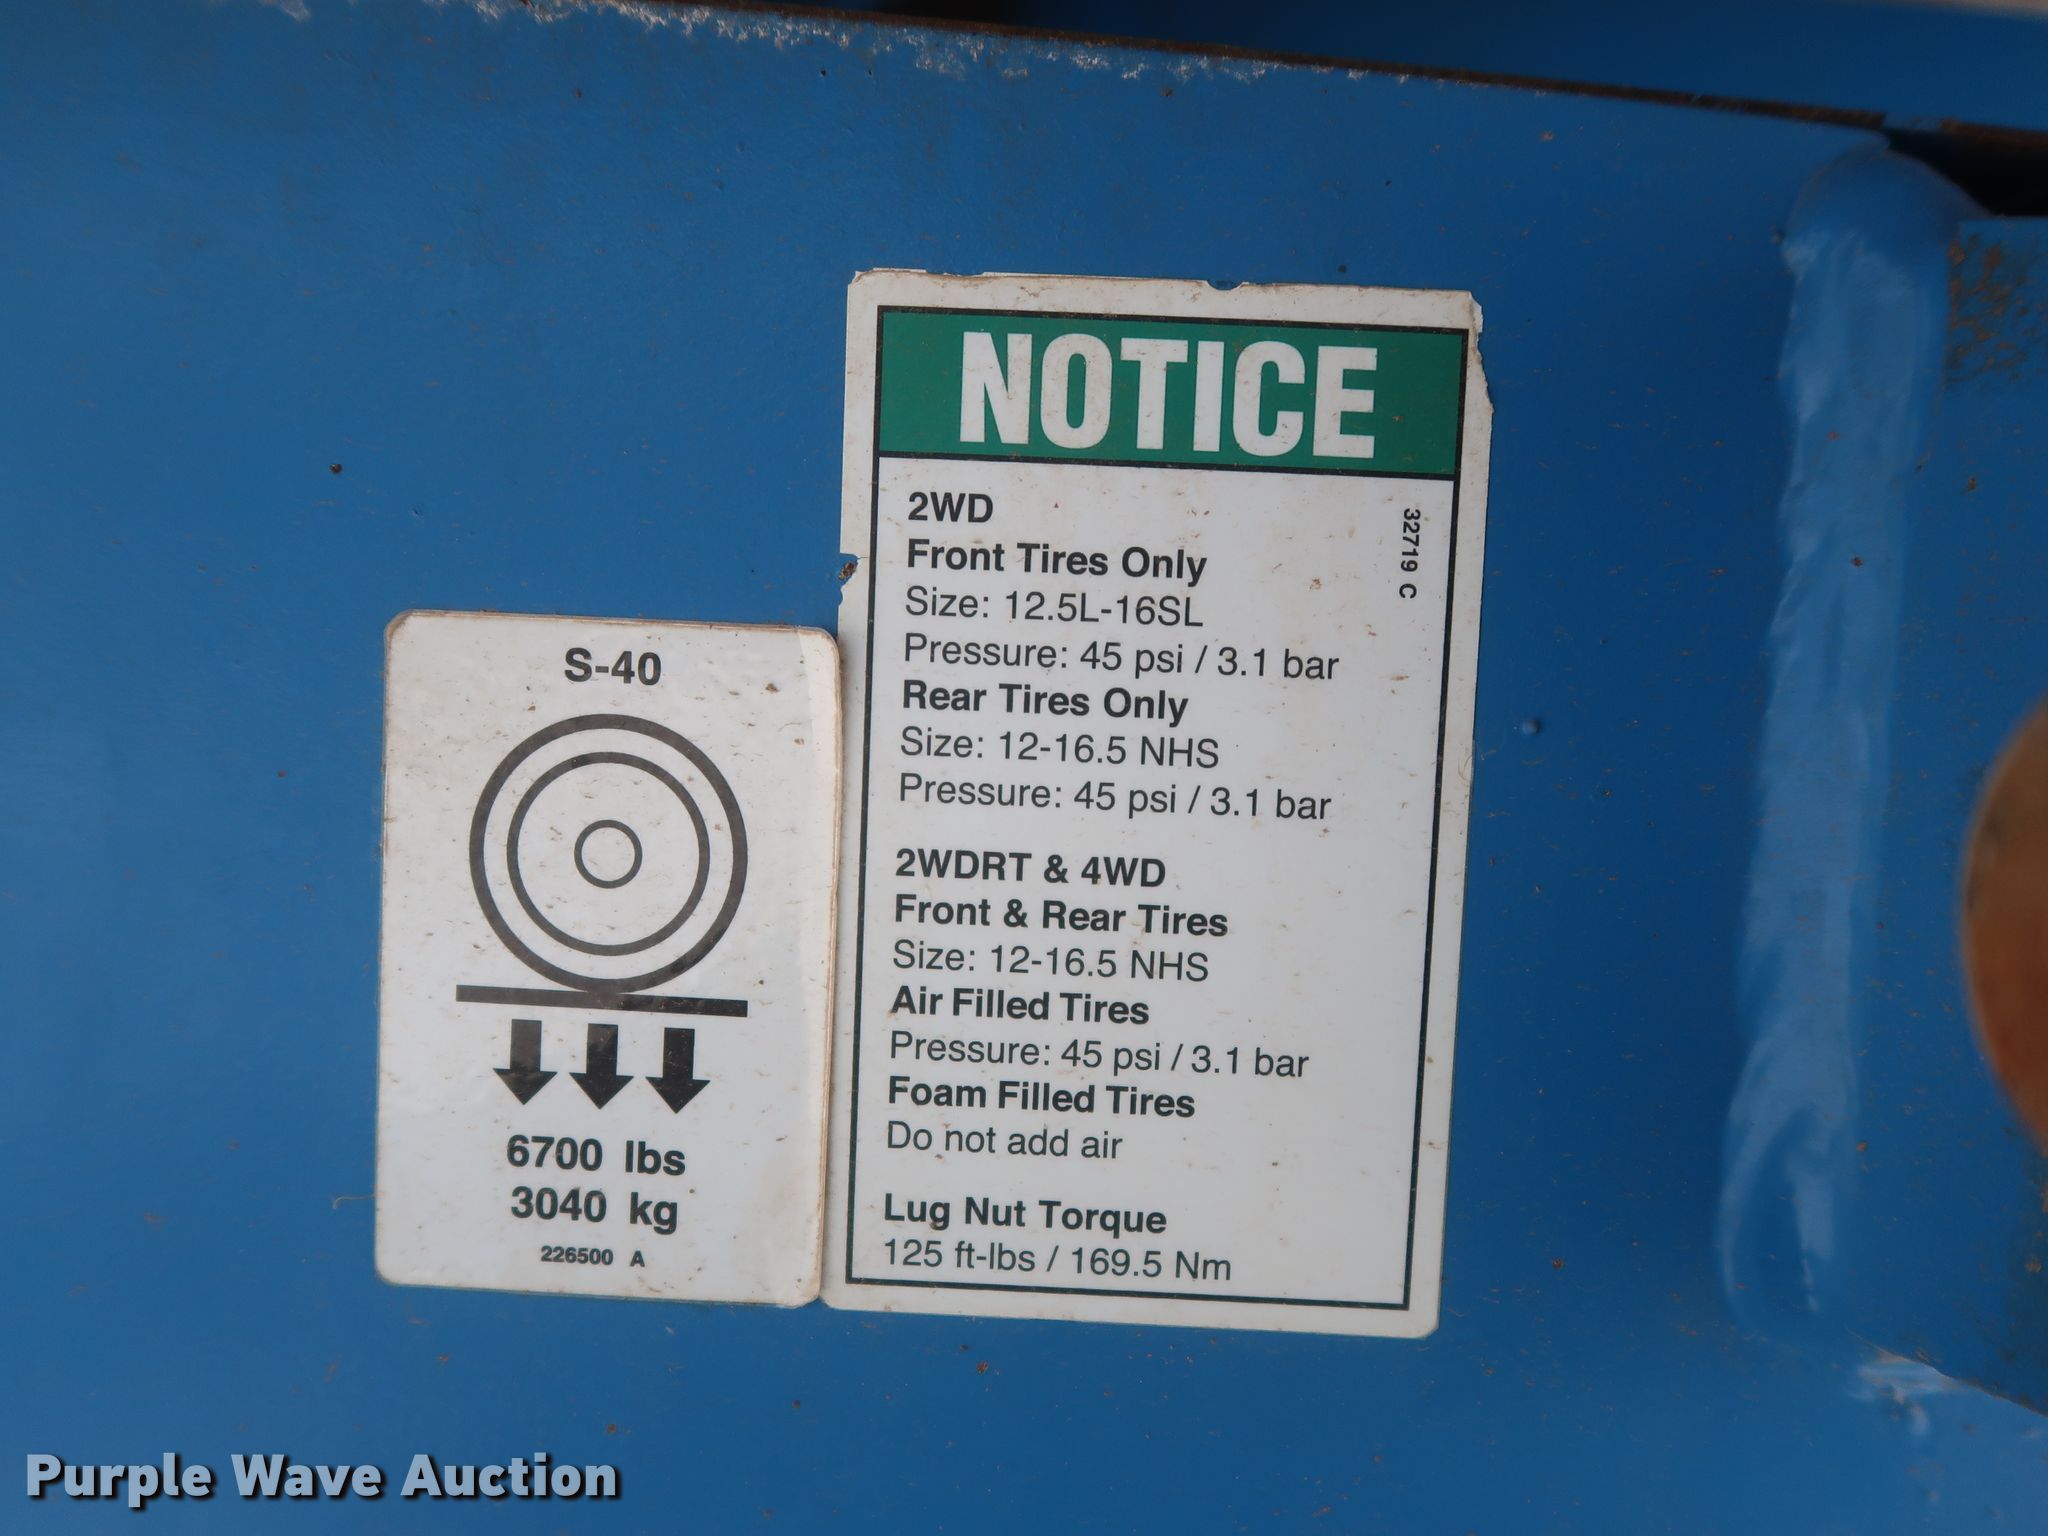 NOTICE
32719 C
2WD
Front Tires Only
Size: 12.5L-16SL
Pressure: 45 psi / 3.1 bar
Rear Tires Only
Size: 12-16.5 NHS
Pressure: 45 psi / 3.1 bar
2WDRT & 4WD
Front & Rear Tires
Size: 12-16.5 NHS
Air Filled Tires
Pressure: 45 psi / 3.1 bar
Foam Filled Tires
Do not add air
Lug Nut Torque
125 ft-lbs / 169.5 Nm
S-40
6700 lbs
3040 kg
226500 A
Purple Wave Auction